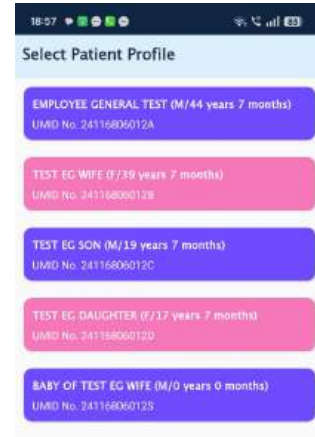 18:57
Select Patient Profile
EMPLOYEE GENERAL TEST (M/44 years 7 months)
UMID No. 24116806012A
TEST EG WIFE (F/39 years 7 months)
UMID No. 24116806012B
TEST EG SON (M/19 years 7 months)
UMID No. 24116806012C
TEST EG DAUGHTER (F/17 years 7 months)
UMID No. 24116806012D
BABY OF TEST EG WIFE (M/0 years 0 months)
UMID No. 24116806012S